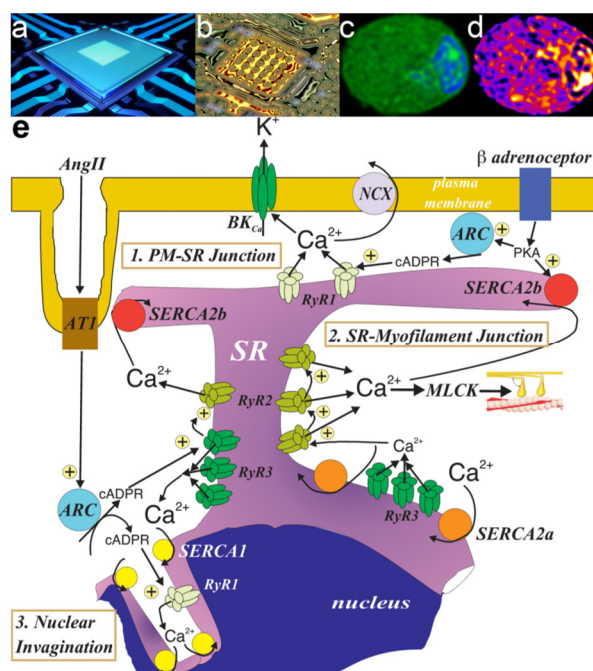 a
b
c
d
e
K+
AngII
β adrenoceptor
NCX
plasma
membrane
BKCa
Ca2+
ARC
PKA
+
+
1. PM-SR Junction
cADPR
+
RyR1
SERCA2b
AT1
SERCA2b
SR
2. SR-Myofilament Junction
Ca2+
RyR2
+
+
Ca2+
MLCK
+
+
+
Ca2+
RyR3
Ca2+
+
cADPR
ARC
Ca2+
RyR3
SERCA2a
cADPR
SERCA1
+
RyR1
nucleus
3. Nuclear
Invagination
Ca2+